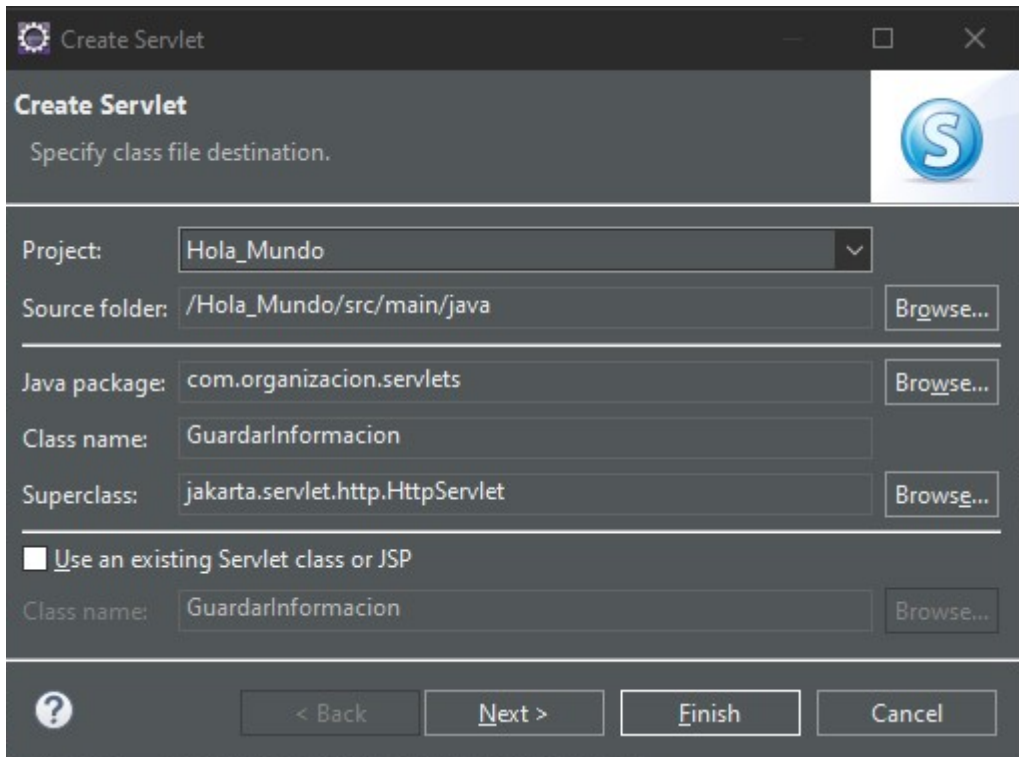 Create Servlet
Create Servlet
Specify class file destination.
Project: Hola_Mundo
Source folder: /Hola_Mundo/src/main/java Browse...
Java package: com.organizacion.servlets Browse...
Class name: GuardarInformacion
Superclass: jakarta.servlet.http.HttpServlet Browse...
Use an existing Servlet class or JSP
Class name: GuardarInformacion Browse...
? < Back Next > Finish Cancel